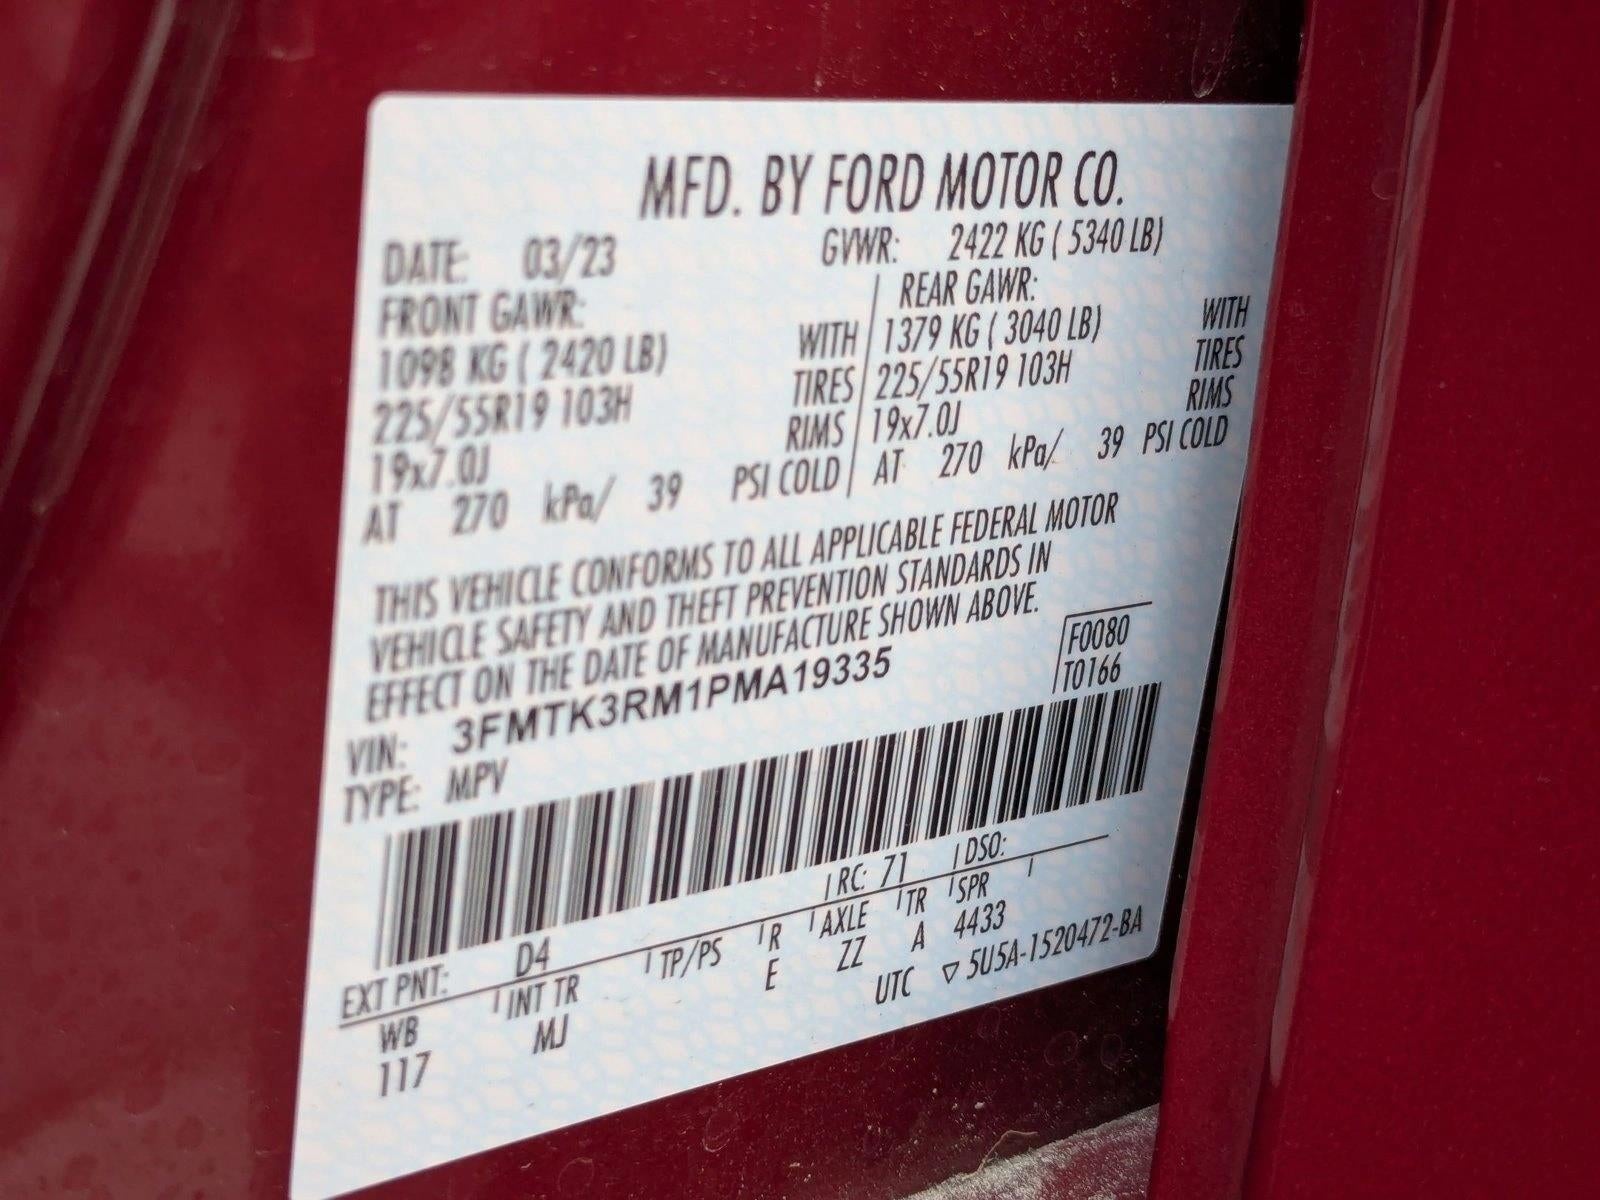 MFD. BY FORD MOTOR CO.
DATE: 03/23 GVWR: 2422 KG ( 5340 LB)
FRONT GAWR: REAR GAWR:
1098 KG ( 2420 LB) WITH 1379 KG ( 3040 LB) WITH
225/55R19 103H TIRES 225/55R19 103H TIRES
19x7.0J RIMS 19x7.0J RIMS
AT 270 kPa/ 39 PSI COLD AT 270 kPa/ 39 PSI COLD
THIS VEHICLE CONFORMS TO ALL APPLICABLE FEDERAL MOTOR
VEHICLE SAFETY AND THEFT PREVENTION STANDARDS IN
EFFECT ON THE DATE OF MANUFACTURE SHOWN ABOVE.
VIN: 3FMTK3RM1PMA19335 F0080
TYPE: MPV T0166
EXT PNT: D4 RC: 71 DSO:
WB INT TR TP/PS R AXLE TR SPR
117 MJ E ZZ A 4433
UTC ▽ 5U5A-1520472-BA